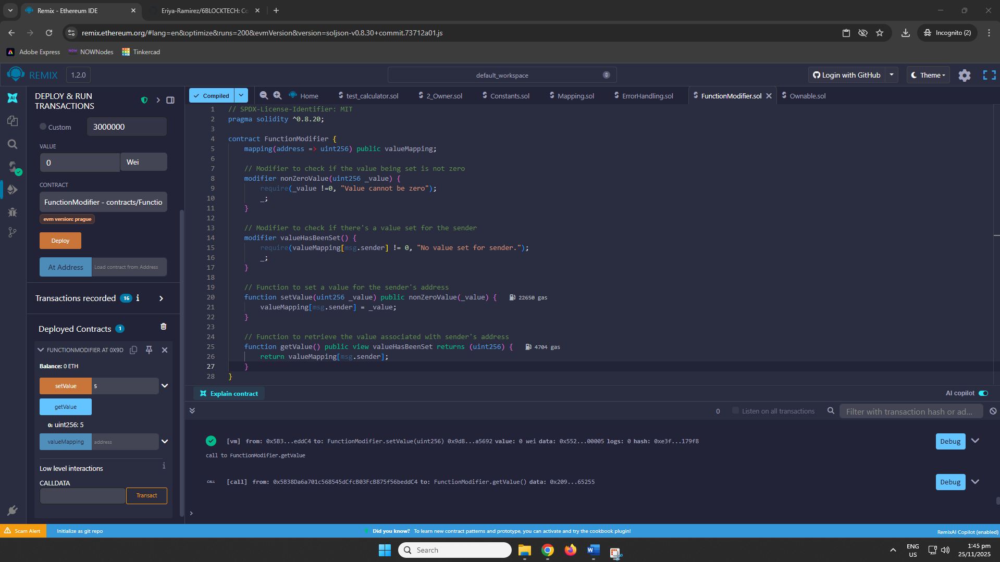 Remix - Ethereum IDE
Eriya-Ramirez/6BLOCKTECH: Co
remix.ethereum.org/#lang=en&optimize&runs=200&evmVersion&version=soljson-v0.8.30+commit.73712a01.js
Incognito (2)
Adobe Express
NOW NOWNodes
Tinkercad
REMIX
1.2.0
default_workspace
Login with GitHub
Theme
AI
DEPLOY & RUN
TRANSACTIONS
Custom
3000000
VALUE
0
Wei
CONTRACT
FunctionModifier - contracts/Functio
evm version: prague
Deploy
At Address
Load contract from Address
Transactions recorded 16 i
Deployed Contracts 1
FUNCTIONMODIFIER AT 0X9D
Balance: 0 ETH
setValue
5
getValue
0: uint256: 5
valueMapping
address
Low level interactions
i
CALLDATA
Transact
Compiled
Home
test_calculator.sol
2_Owner.sol
Constants.sol
Mapping.sol
ErrorHandling.sol
FunctionModifier.sol
Ownable.sol
1 // SPDX-License-Identifier: MIT
2 pragma solidity ^0.8.20;
3
4 contract FunctionModifier {
5 mapping(address => uint256) public valueMapping;
6
7 // Modifier to check if the value being set is not zero
8 modifier nonZeroValue(uint256 _value) {
9 require(_value !=0, "Value cannot be zero");
10 _;
11 }
12
13 // Modifier to check if there's a value set for the sender
14 modifier valueHasBeenSet() {
15 require(valueMapping[msg.sender] != 0, "No value set for sender.");
16 _;
17 }
18
19 // Function to set a value for the sender's address
20 function setValue(uint256 _value) public nonZeroValue(_value) { 22650 gas
21 valueMapping[msg.sender] = _value;
22 }
23
24 // Function to retrieve the value associated with sender's address
25 function getValue() public view valueHasBeenSet returns (uint256) { 4704 gas
26 return valueMapping[msg.sender];
27 }
28 }
Explain contract
AI copilot
0
Listen on all transactions
Filter with transaction hash or ad...
[vm] from: 0x5B3...eddC4 to: FunctionModifier.setValue(uint256) 0x9d8...a5692 value: 0 wei data: 0x552...00005 logs: 0 hash: 0xe3f...179f8
Debug
call to FunctionModifier.getValue
CALL [call] from: 0x5B38Da6a701c568545dCfcB03FcB875f56beddC4 to: FunctionModifier.getValue() data: 0x209...65255
Debug
>
Scam Alert
Initialize as git repo
Did you know? To learn new contract patterns and prototype, you can activate and try the cookbook plugin!
RemixAI Copilot (enabled)
Search
ENG
US
1:45 pm
25/11/2025